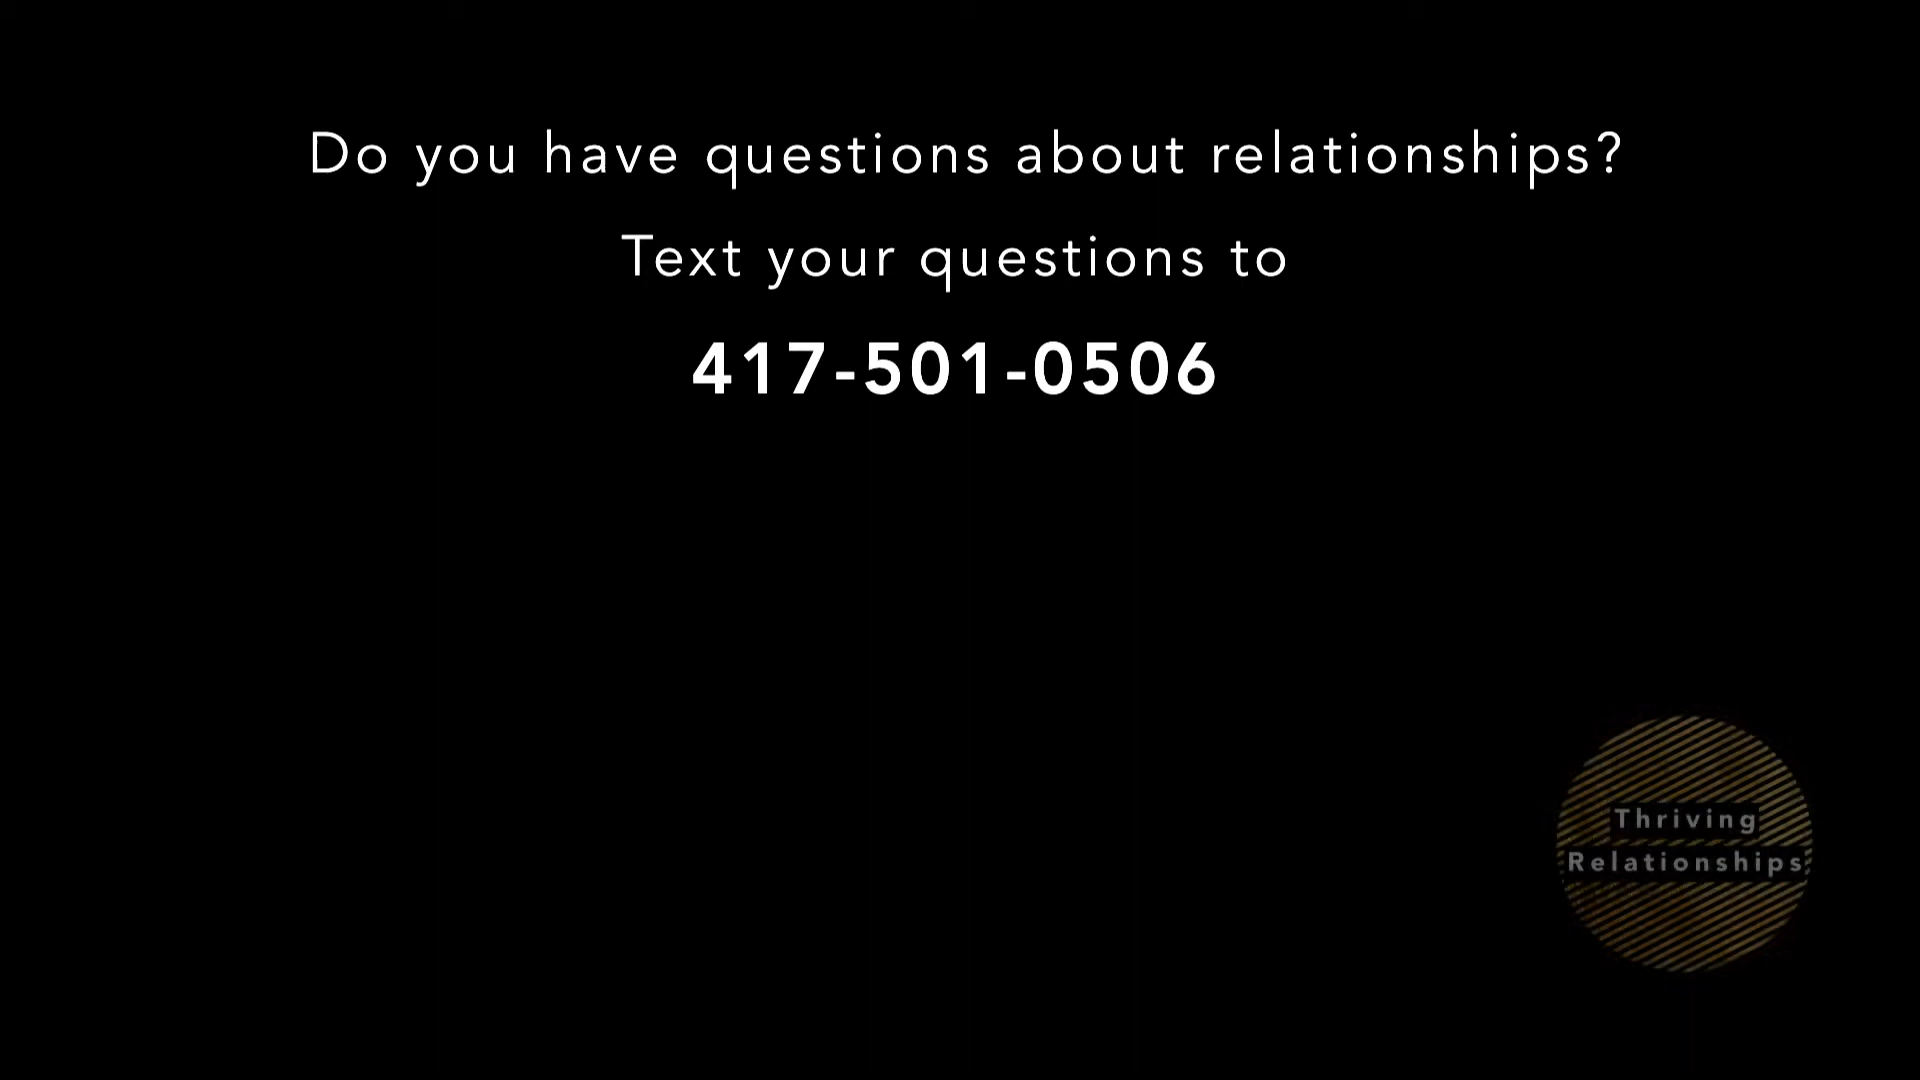 Do you have questions about relationships?
Text your questions to
417-501-0506
Thriving
Relationships